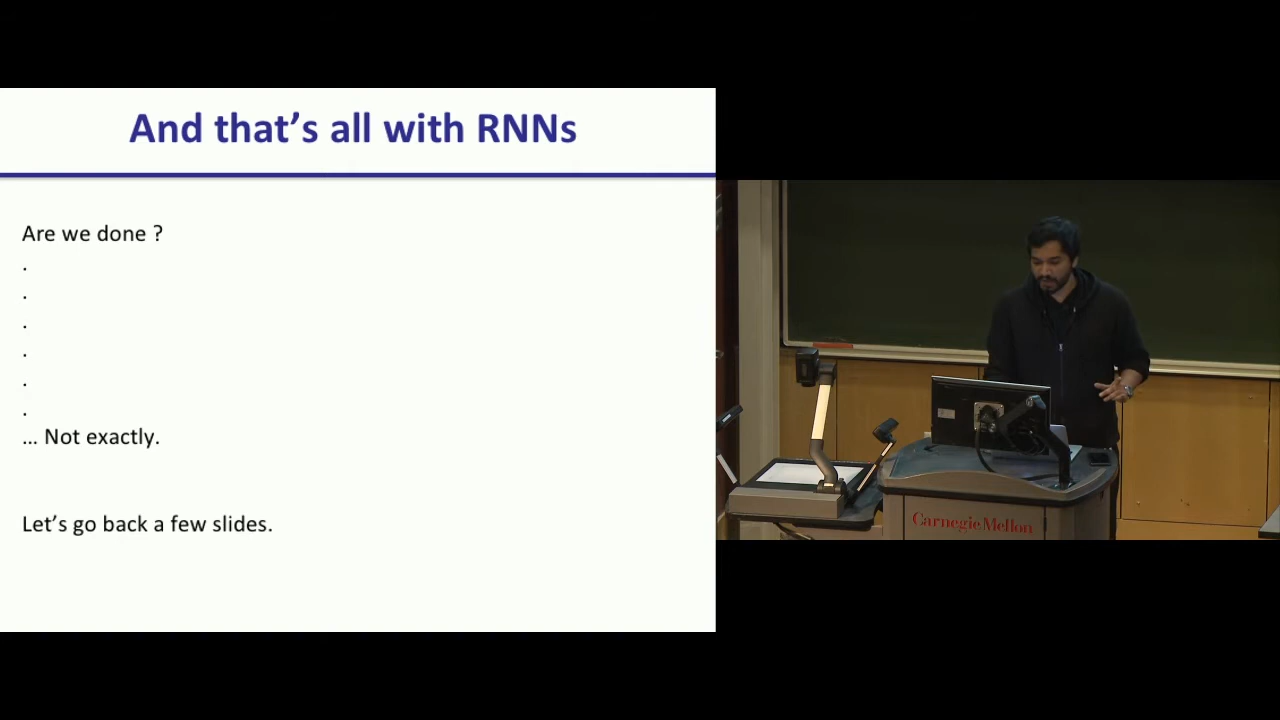 And that’s all with RNNs
Are we done ?
.
.
.
.
.
.
... Not exactly.
Let’s go back a few slides.
Carnegie Mellon